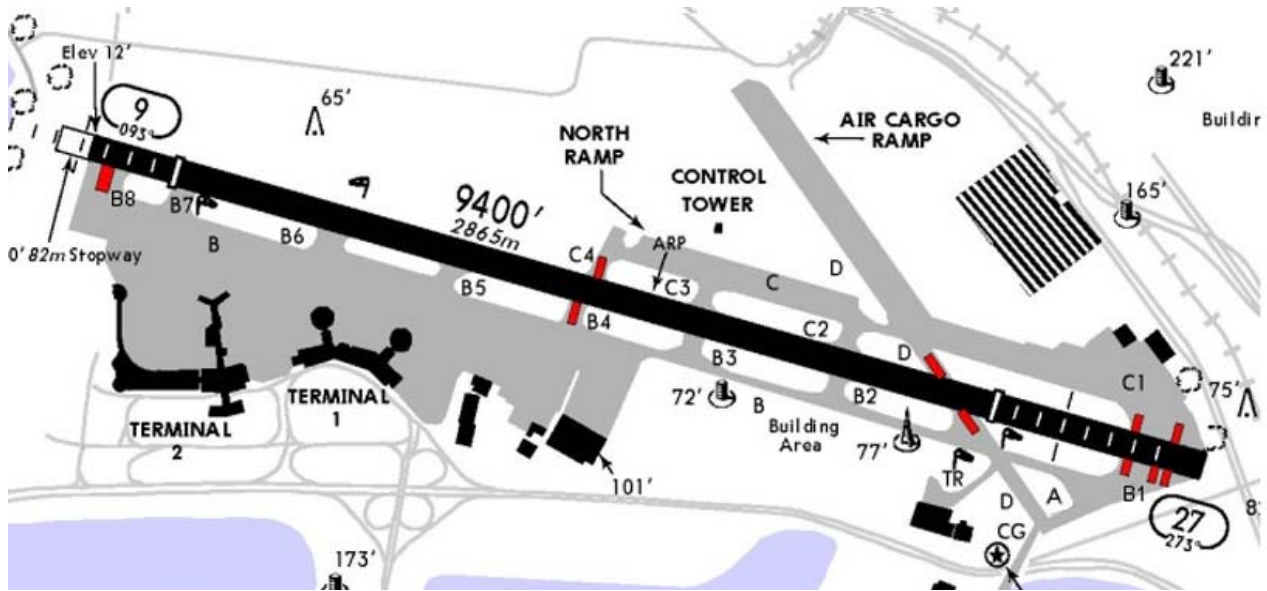 Elev 12'
9
093°
65'
NORTH
RAMP
CONTROL
TOWER
AIR CARGO
RAMP
221'
165'
9400'
2865m
ARP
B8
B7
B
B6
0' 82m Stopway
B5
C4
C3
C
D
C2
B4
B3
D
B2
C1
75'
TERMINAL
1
TERMINAL
2
72'
B
Building
Area
77'
101'
TR
D
A
B1
CG
27
273°
173'